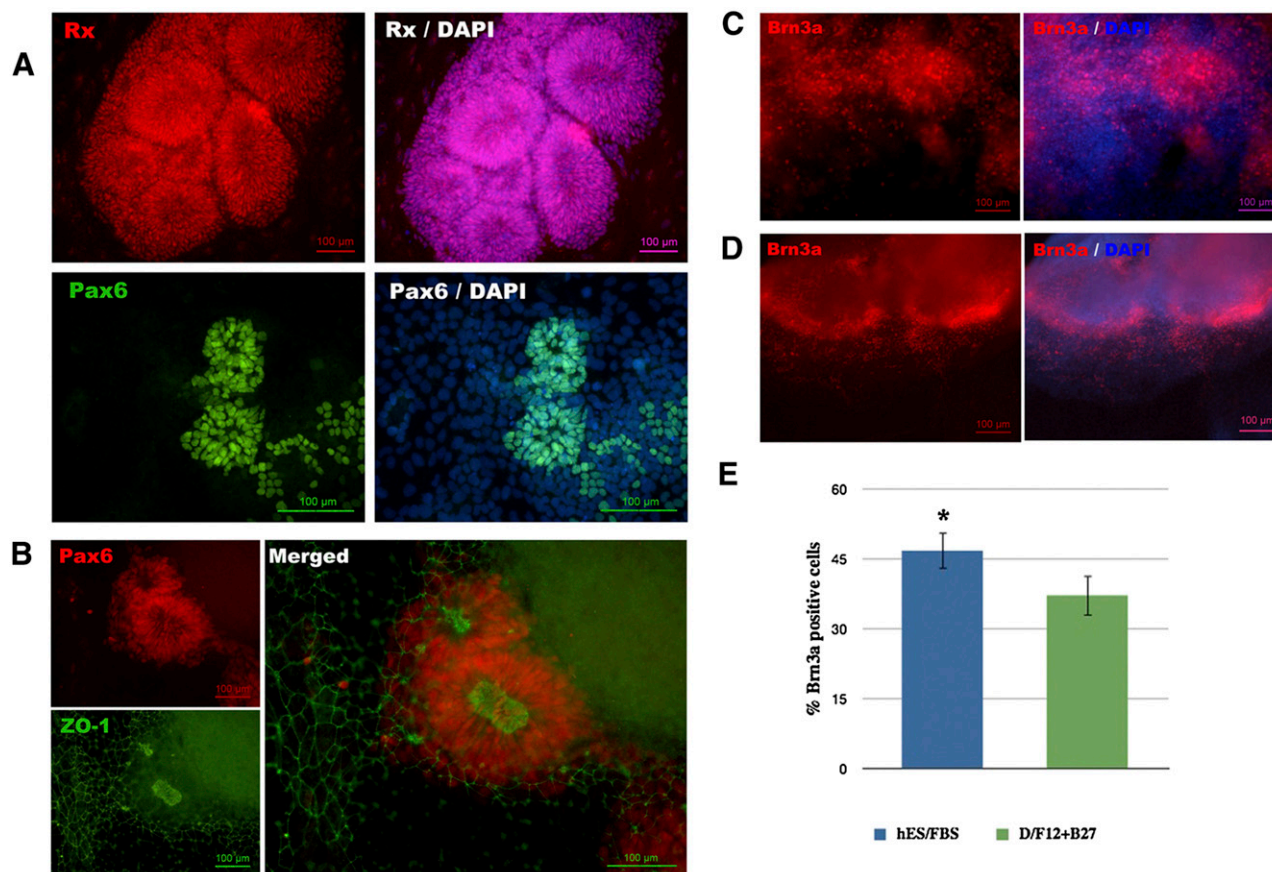 A
Rx
100 µm
Rx / DAPI
100 µm
Pax6
100 µm
Pax6 / DAPI
100 µm
B
Pax6
100 µm
ZO-1
100 µm
Merged
100 µm
C
Brn3a
100 µm
Brn3a / DAPI
100 µm
D
Brn3a
100 µm
Brn3a / DAPI
100 µm
E
% Brn3a positive cells
60
45
30
15
0
*
hES/FBS
D/F12+B27